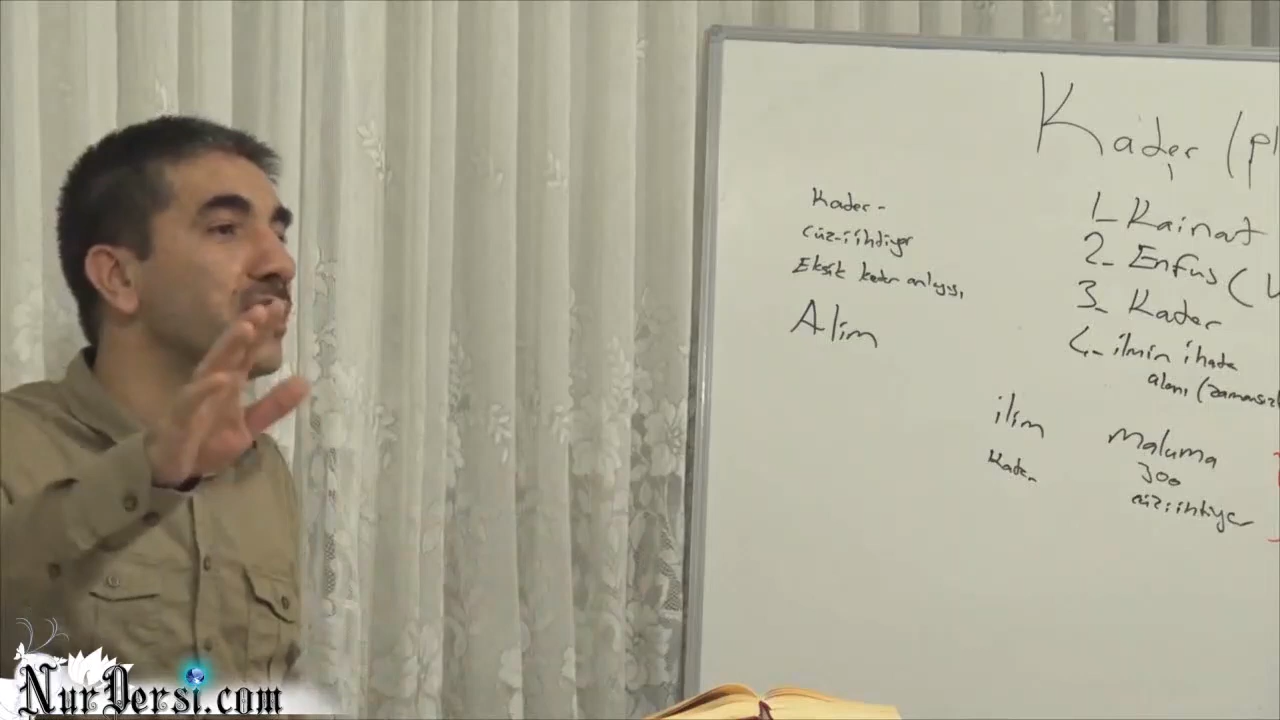 Kader (pl
Kader -
cüz-i ihtiyar
Eksik kader anlayışı
Alim
1- Kainat
2- Enfus (
3- Kader
4- ilmin ihata
alanı (zamansızl
ilim
Maluma
Kader
300
cüz-i ihtiyar
NurDersi.com